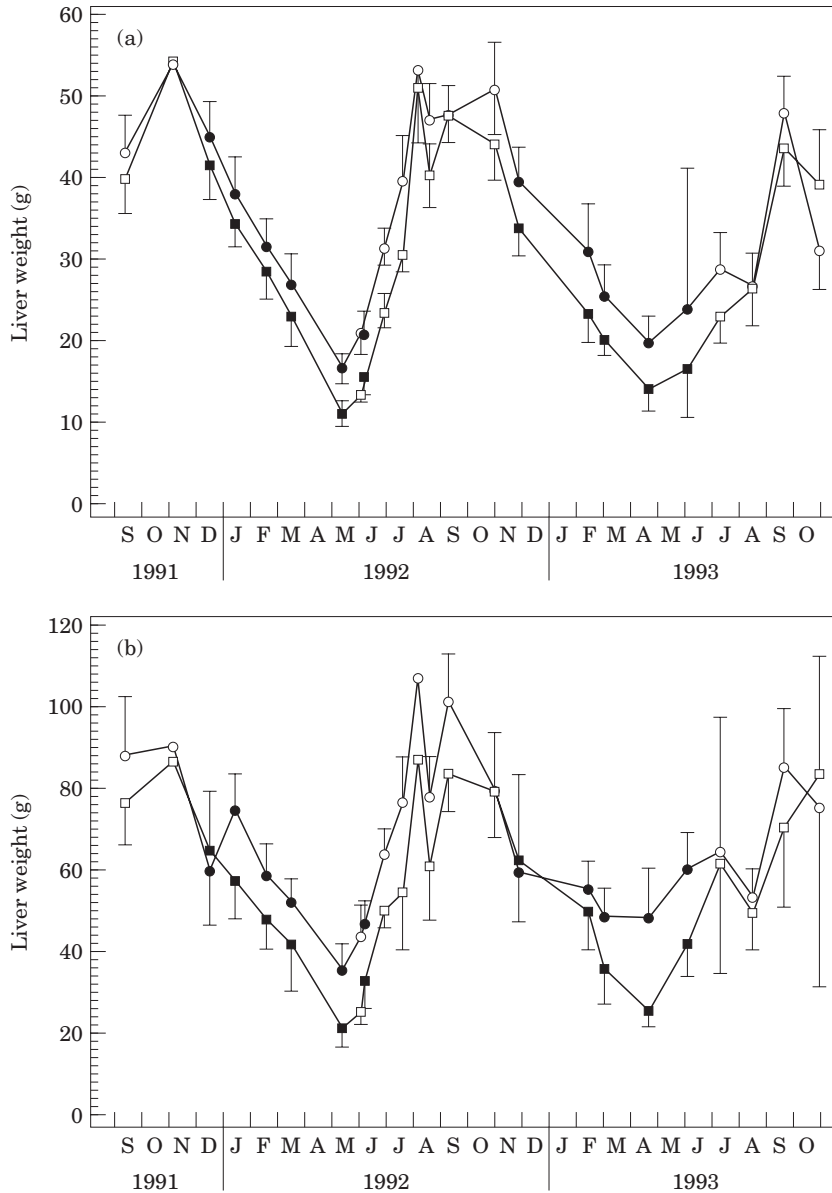 (a)
60
50
40
30
20
10
0
Liver weight (g)
S O N D J F M A M J J A S O N D J F M A M J J A S O
1991 1992 1993
(b)
120
100
80
60
40
20
0
Liver weight (g)
S O N D J F M A M J J A S O N D J F M A M J J A S O
1991 1992 1993